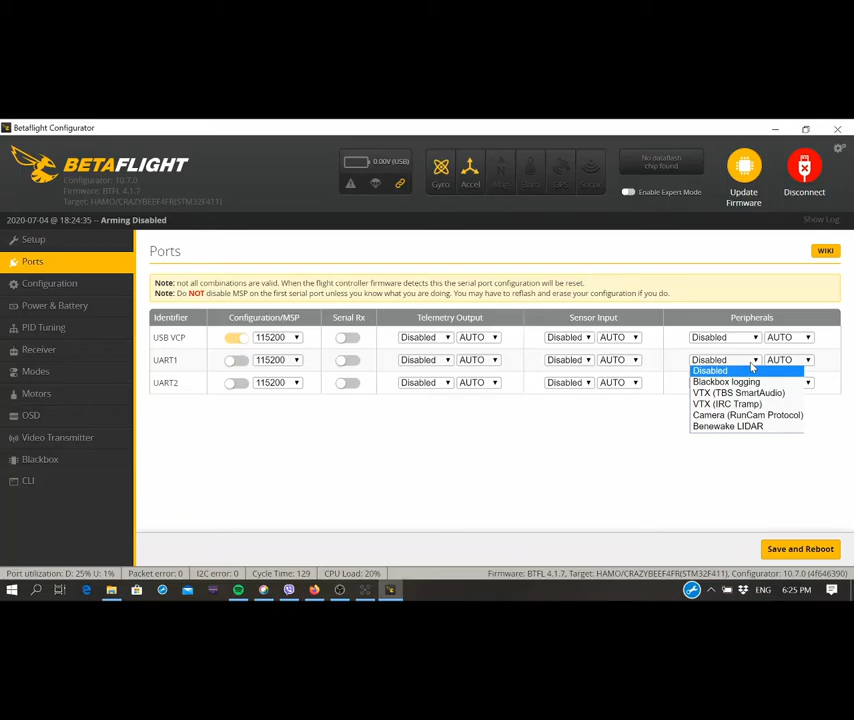 Betaflight Configurator
BETAFLIGHT
Configurator: 10.7.0
Firmware: BTFL 4.1.7
Target: HAMO/CRAZYBEEF4FR(STM32F411)
0.00V (USB)
Gyro
Accel
Mag
Baro
GPS
Sonar
No dataflash
chip found
Enable Expert Mode
Update
Firmware
Disconnect
2020-07-04 @ 18:24:35 -- Arming Disabled
Show Log
Setup
Ports
Configuration
Power & Battery
PID Tuning
Receiver
Modes
Motors
OSD
Video Transmitter
Blackbox
CLI
Ports
WIKI
Note: not all combinations are valid. When the flight controller firmware detects this the serial port configuration will be reset.
Note: Do NOT disable MSP on the first serial port unless you know what you are doing. You may have to reflash and erase your configuration if you do.
Identifier Configuration/MSP Serial Rx Telemetry Output Sensor Input Peripherals
USB VCP 115200 Disabled AUTO Disabled AUTO Disabled AUTO
UART1 115200 Disabled AUTO Disabled AUTO Disabled AUTO
UART2 115200 Disabled AUTO Disabled AUTO
Disabled
Blackbox logging
VTX (TBS SmartAudio)
VTX (IRC Tramp)
Camera (RunCam Protocol)
Benewake LIDAR
Save and Reboot
Port utilization: D: 25% U: 1% Packet error: 0 I2C error: 0 Cycle Time: 129 CPU Load: 20% Firmware: BTFL 4.1.7, Target: HAMO/CRAZYBEEF4FR(STM32F411), Configurator: 10.7.0 (4f646390)
ENG 6:25 PM